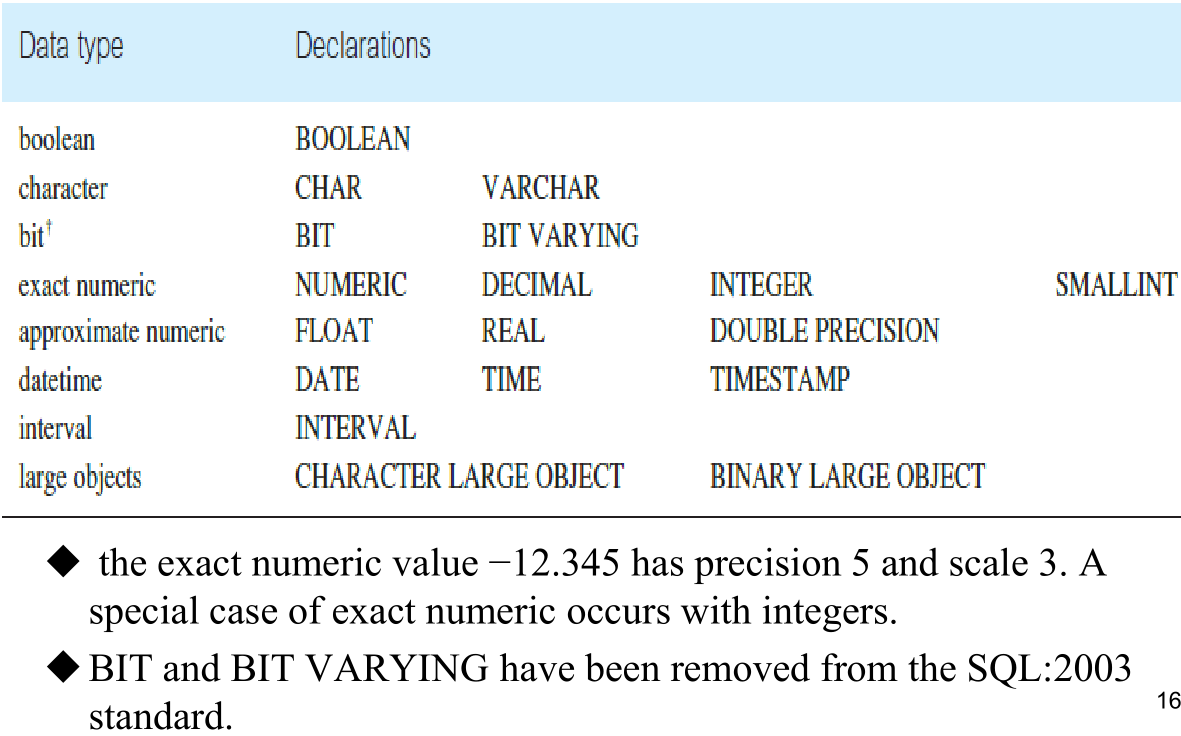 Data type Declarations
boolean BOOLEAN
character CHAR VARCHAR
bit† BIT BIT VARYING
exact numeric NUMERIC DECIMAL INTEGER SMALLINT
approximate numeric FLOAT REAL DOUBLE PRECISION
datetime DATE TIME TIMESTAMP
interval INTERVAL
large objects CHARACTER LARGE OBJECT BINARY LARGE OBJECT
◆ the exact numeric value −12.345 has precision 5 and scale 3. A
special case of exact numeric occurs with integers.
◆ BIT and BIT VARYING have been removed from the SQL:2003
standard.
16